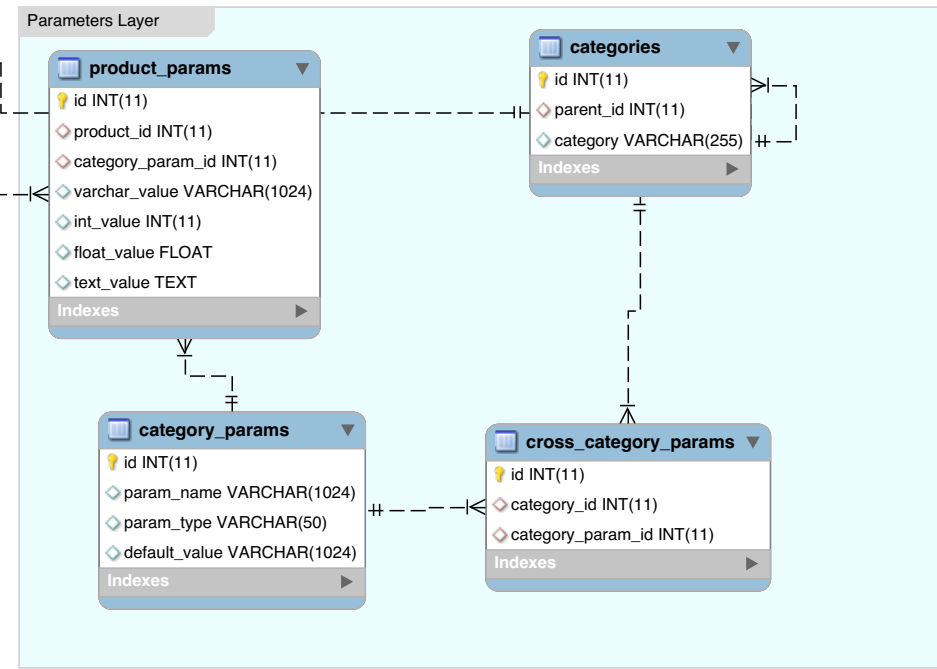 Parameters Layer
product_params
id INT(11)
product_id INT(11)
category_param_id INT(11)
varchar_value VARCHAR(1024)
int_value INT(11)
float_value FLOAT
text_value TEXT
Indexes
categories
id INT(11)
parent_id INT(11)
category VARCHAR(255)
Indexes
category_params
id INT(11)
param_name VARCHAR(1024)
param_type VARCHAR(50)
default_value VARCHAR(1024)
Indexes
cross_category_params
id INT(11)
category_id INT(11)
category_param_id INT(11)
Indexes